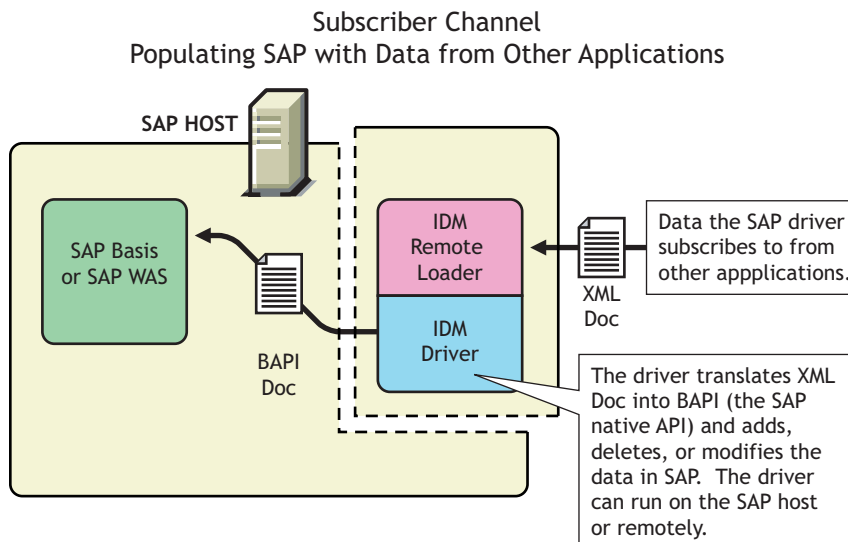 Subscriber Channel
Populating SAP with Data from Other Applications
SAP HOST
SAP Basis
or SAP WAS
BAPI
Doc
IDM
Remote
Loader
IDM
Driver
XML
Doc
Data the SAP driver
subscribes to from
other appplications.
The driver translates XML
Doc into BAPI (the SAP
native API) and adds,
deletes, or modifies the
data in SAP.  The driver
can run on the SAP host
or remotely.